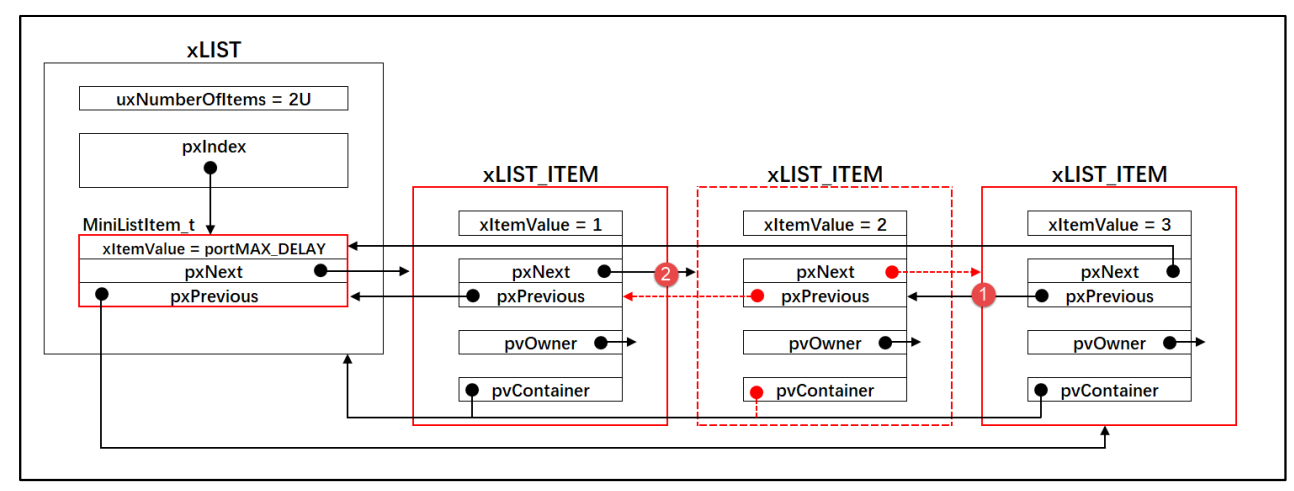 xLIST
uxNumberOfItems = 2U
pxIndex
MiniListItem_t
xItemValue = portMAX_DELAY
pxNext
pxPrevious
xLIST_ITEM
xItemValue = 1
pxNext
pxPrevious
pvOwner
pvContainer
2
xLIST_ITEM
xItemValue = 2
pxNext
pxPrevious
pvOwner
pvContainer
1
xLIST_ITEM
xItemValue = 3
pxNext
pxPrevious
pvOwner
pvContainer